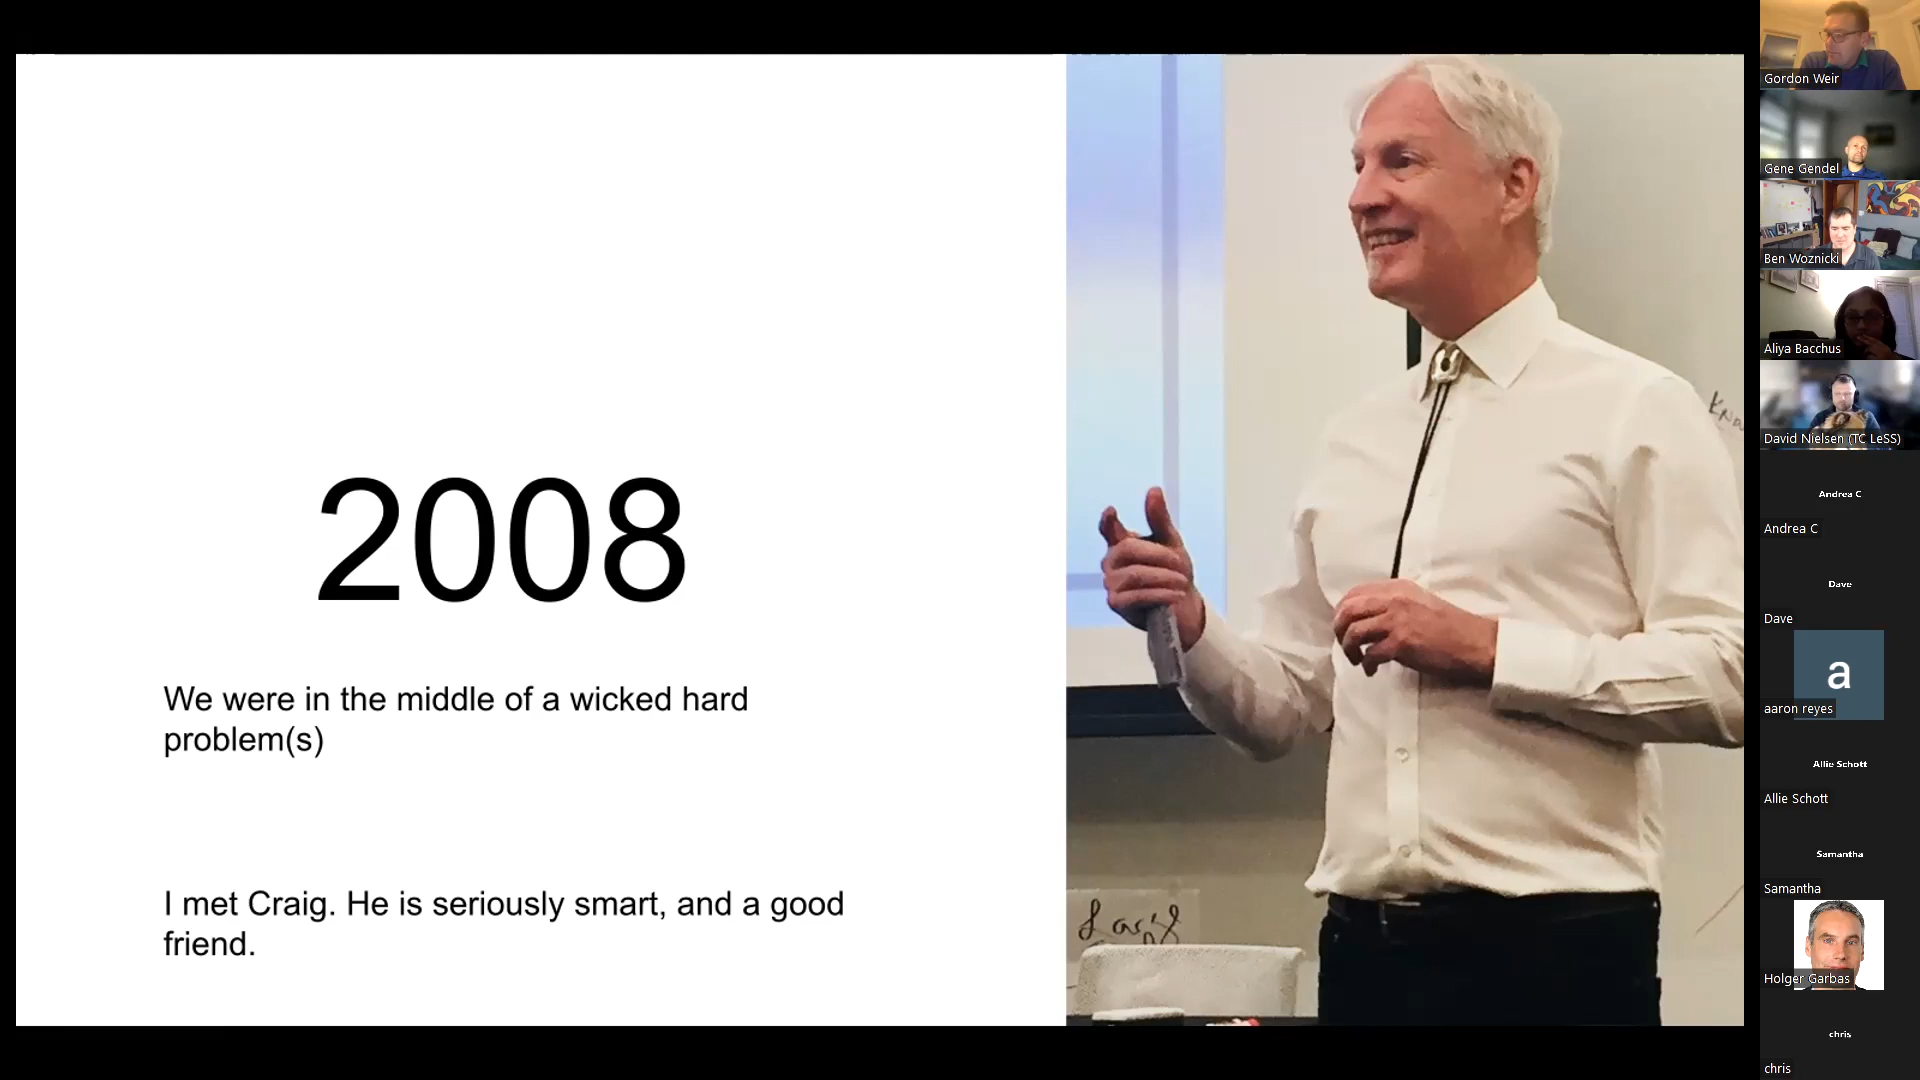 2008
We were in the middle of a wicked hard
problem(s)
I met Craig. He is seriously smart, and a good
friend.
Gordon Weir
Gene Gendel
Ben Woznicki
Aliya Bacchus
David Nielsen (TC LeSS)
Andrea C
Andrea C
Dave
Dave
a
aaron reyes
Allie Schott
Allie Schott
Samantha
Samantha
Holger Garbas
chris
chris